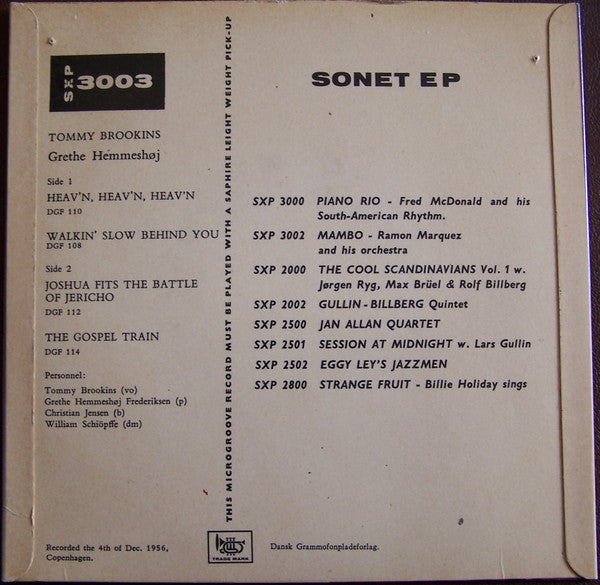 SXP 3003
TOMMY BROOKINS
Grethe Hemmeshøj
Side 1
HEAV'N, HEAV'N, HEAV'N
DGF 110
WALKIN' SLOW BEHIND YOU
DGF 108
Side 2
JOSHUA FITS THE BATTLE
OF JERICHO
DGF 112
THE GOSPEL TRAIN
DGF 114
Personnel:
Tommy Brookins (vo)
Grethe Hemmeshøj Frederiksen (p)
Christian Jensen (b)
William Schiöpffe (dm)
Recorded the 4th of Dec. 1956,
Copenhagen.
THIS MICROGROOVE RECORD MUST BE PLAYED WITH A SAPHIRE LEIGHT WEIGHT PICK-UP
SONET EP
SXP 3000 PIANO RIO - Fred McDonald and his
South-American Rhythm.
SXP 3002 MAMBO - Ramon Marquez
and his orchestra
SXP 2000 THE COOL SCANDINAVIANS Vol. 1 w.
Jørgen Ryg, Max Brüel & Rolf Billberg
SXP 2002 GULLIN - BILLBERG Quintet
SXP 2500 JAN ALLAN QUARTET
SXP 2501 SESSION AT MIDNIGHT w. Lars Gullin
SXP 2502 EGGY LEY'S JAZZMEN
SXP 2800 STRANGE FRUIT - Billie Holiday sings
TRADE MARK
Dansk Grammofonpladeforlag.